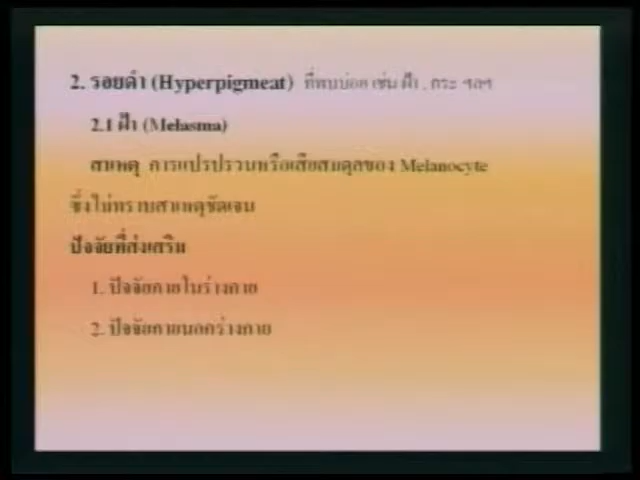 2. รอยดำ (Hyperpigmeat) ที่พบบ่อย เช่น ฝ้า , กระ ฯลฯ
2.1 ฝ้า (Melasma)
สาเหตุ การแปรปรวนหรือเสียสมดุลของ Melanocyte
ซึ่งไม่ทราบสาเหตุชัดเจน
ปัจจัยที่ส่งเสริม
1. ปัจจัยภายในร่างกาย
2. ปัจจัยภายนอกร่างกาย